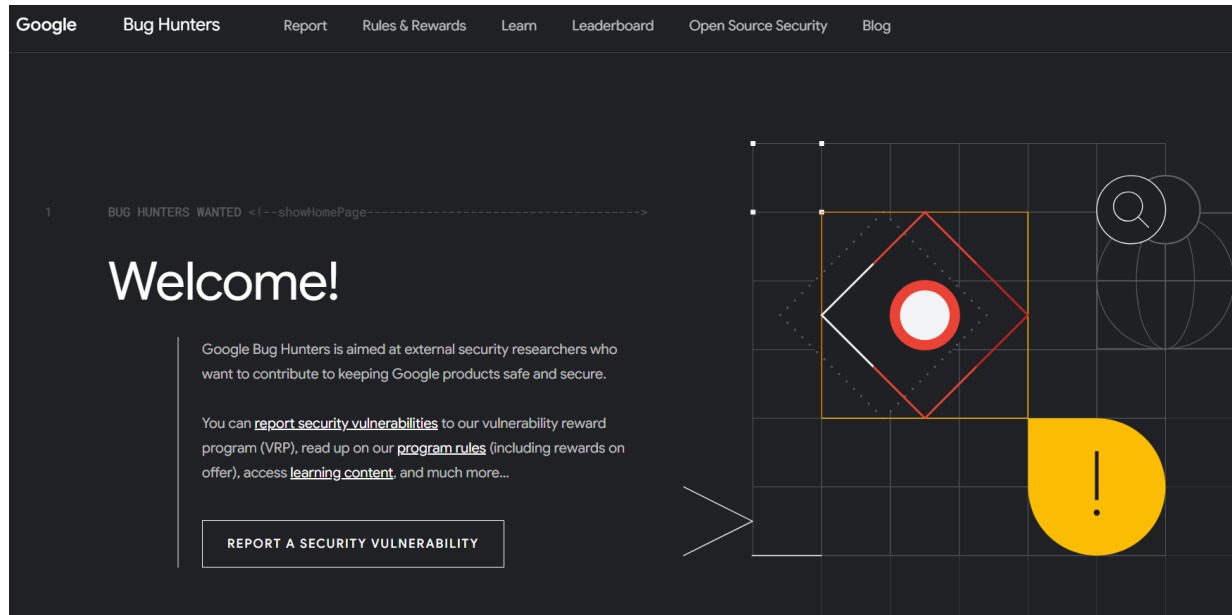 Google Bug Hunters Report Rules & Rewards Learn Leaderboard Open Source Security Blog
1 BUG HUNTERS WANTED <!--showHomePage------------------------------------->
Welcome!
Google Bug Hunters is aimed at external security researchers who
want to contribute to keeping Google products safe and secure.
You can report security vulnerabilities to our vulnerability reward
program (VRP), read up on our program rules (including rewards on
offer), access learning content, and much more...
REPORT A SECURITY VULNERABILITY